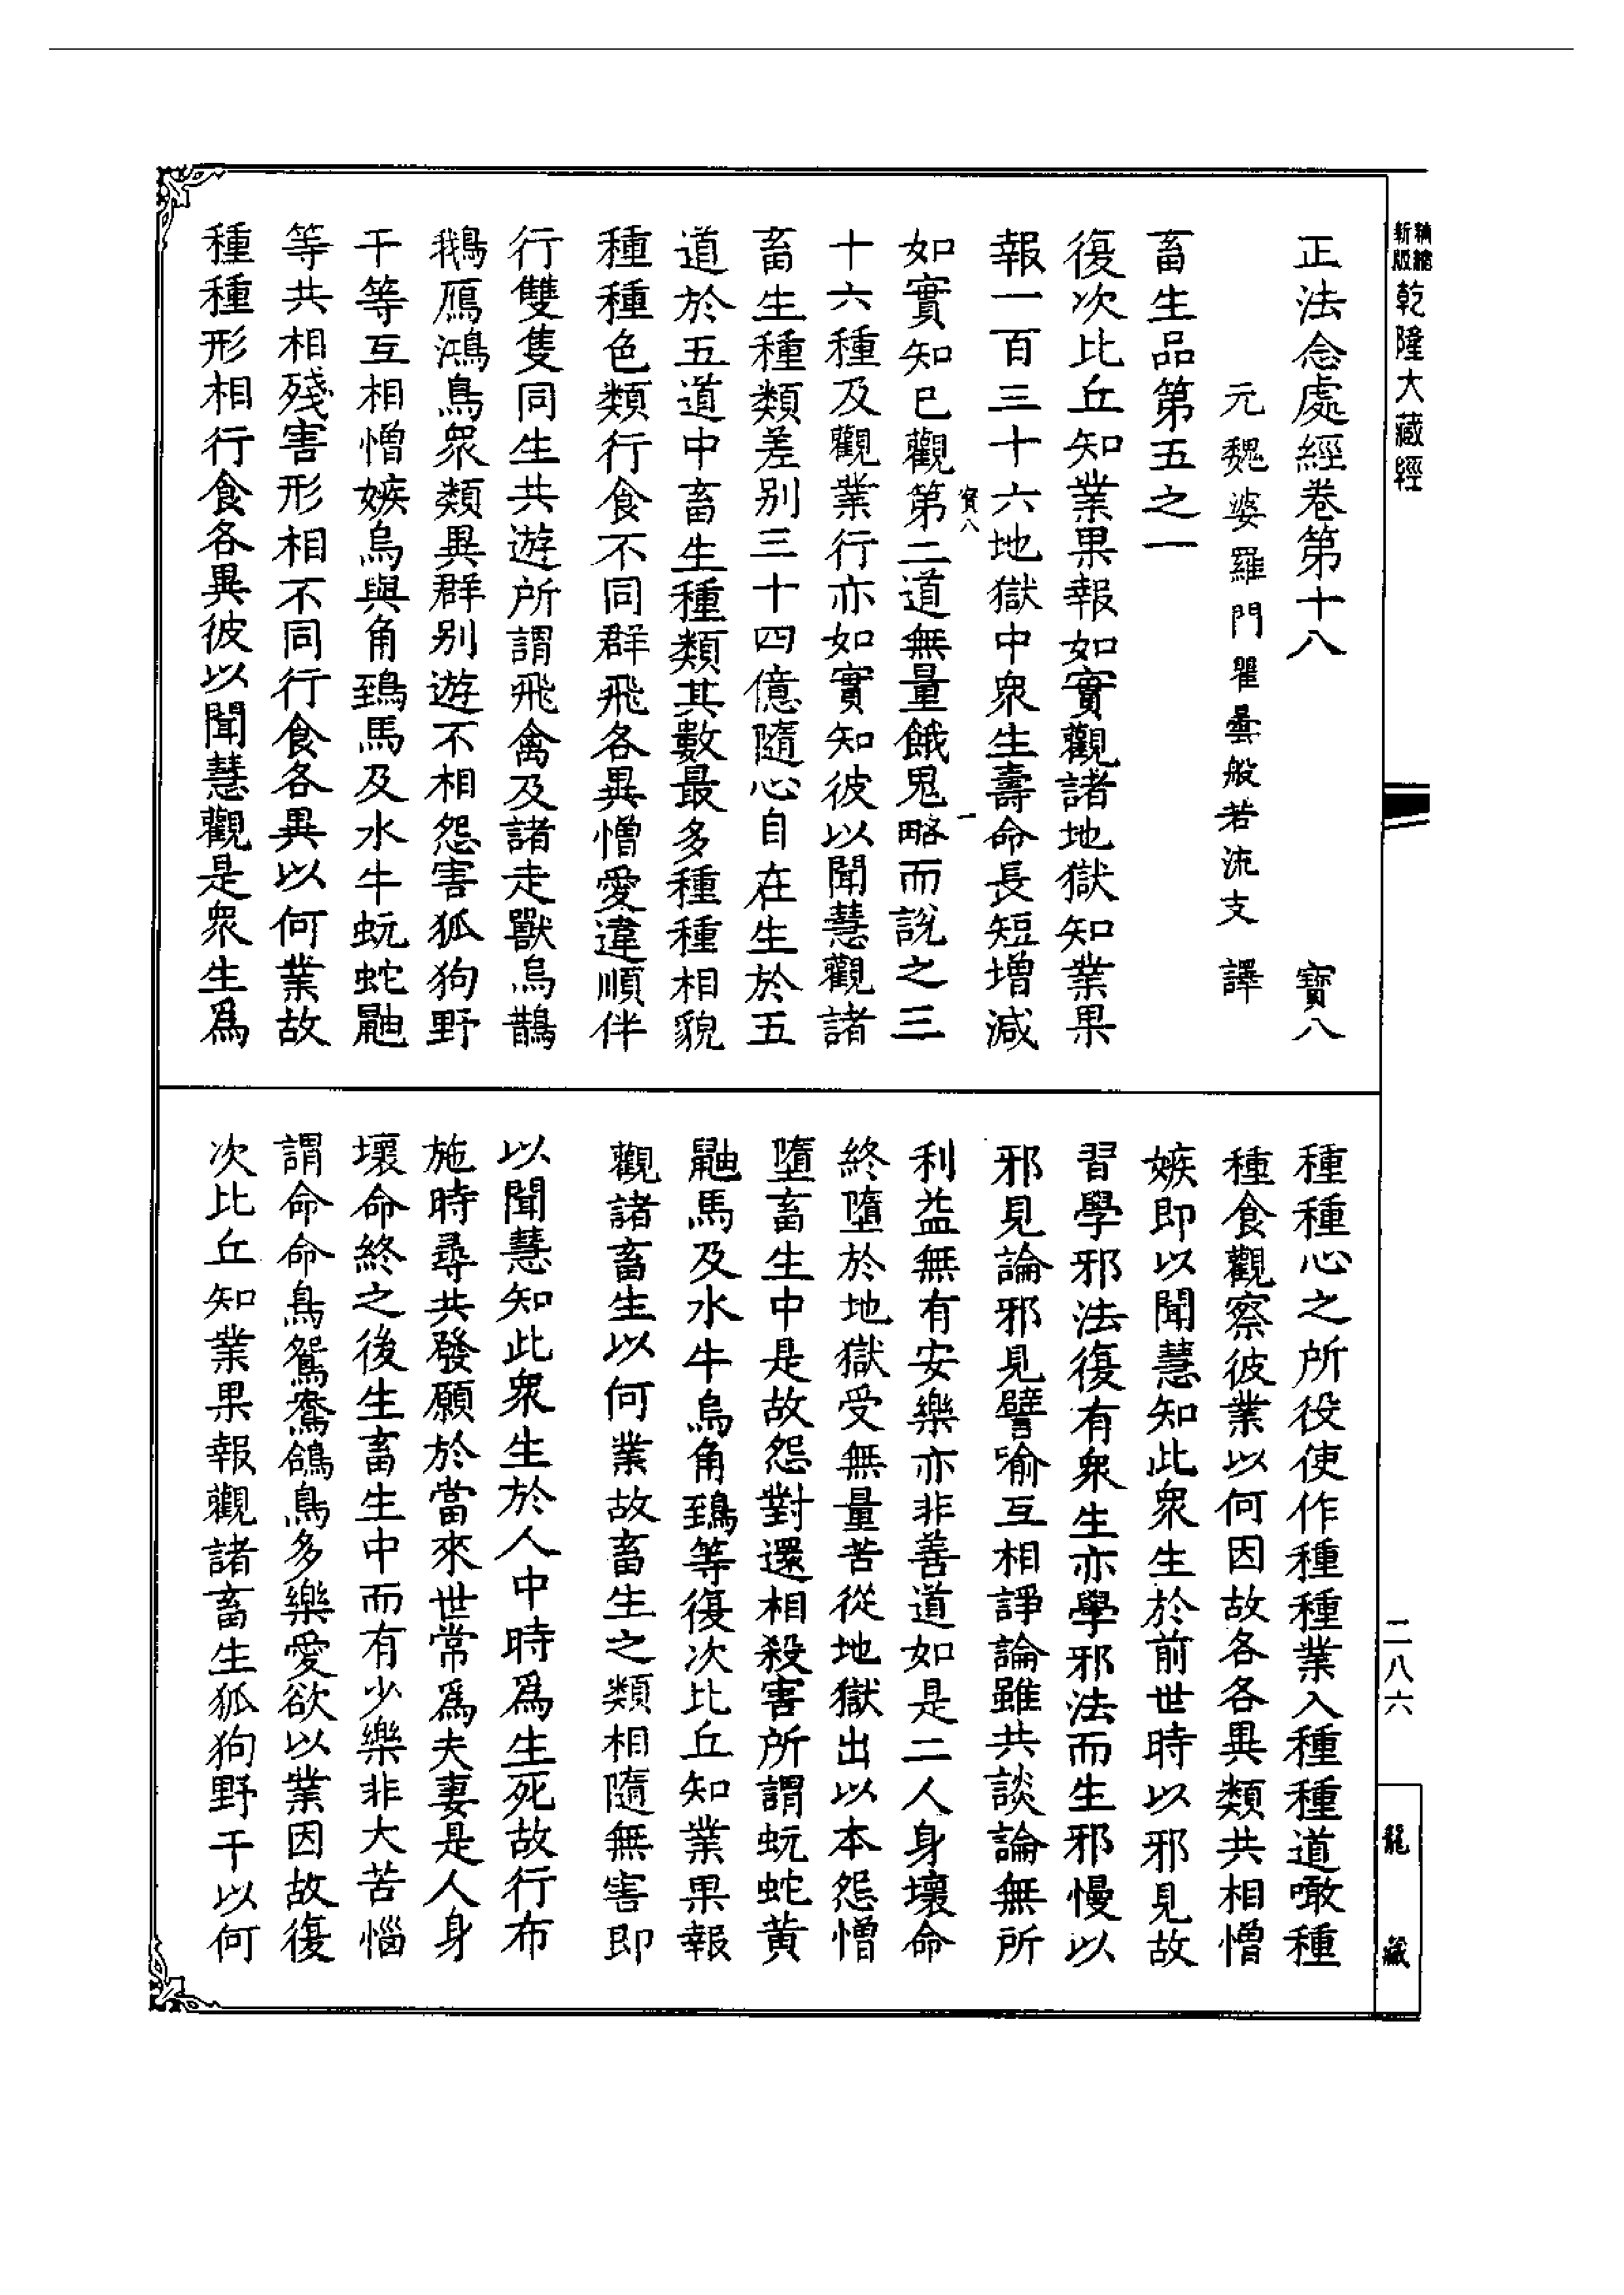 精縮
新版
乾隆大藏經
正法念處經卷第十八 寶八
元魏婆羅門瞿曇般若流支 譯
畜生品第五之一
復次比丘知業果報如實觀諸地獄知業果
報一百三十六地獄中眾生壽命長短增減
寶八 一
如實知已觀第二道無量餓鬼略而說之三
十六種及觀業行亦如實知彼以聞慧觀諸
畜生種類差別三十四億隨心自在生於五
道於五道中畜生種類其數最多種種相貌
種種色類行食不同群飛各異憎愛違順伴
行雙隻同生共遊所謂飛禽及諸走獸烏鵲
鵝鴈鴻鳥眾類異群別遊不相怨害狐狗野
干等互相憎嫉烏與角鵄馬及水牛蚖蛇鼬
等共相殘害形相不同行食各異以何業故
種種形相行食各異彼以聞慧觀是眾生為
種種心之所役使作種種業入種種道噉種
種食觀察彼業以何因故各各異類共相憎
嫉即以聞慧知此眾生於前世時以邪見故
習學邪法復有眾生亦學邪法而生邪慢以
邪見論邪見譬喻互相諍論雖共談論無所
利益無有安樂亦非善道如是二人身壞命
終墮於地獄受無量苦從地獄出以本怨憎
墮畜生中是故怨對還相殺害所謂蚖蛇黃
鼬馬及水牛烏角鵄等復次比丘知業果報
觀諸畜生以何業故畜生之類相隨無害即
以聞慧知此眾生於人中時為生死故行布
施時尋共發願於當來世常為夫妻是人身
壞命終之後生畜生中而有少樂非大苦惱
謂命命鳥鴛鴦鴿鳥多樂愛欲以業因故復
次比丘知業果報觀諸畜生狐狗野干以何
二八六
龍藏